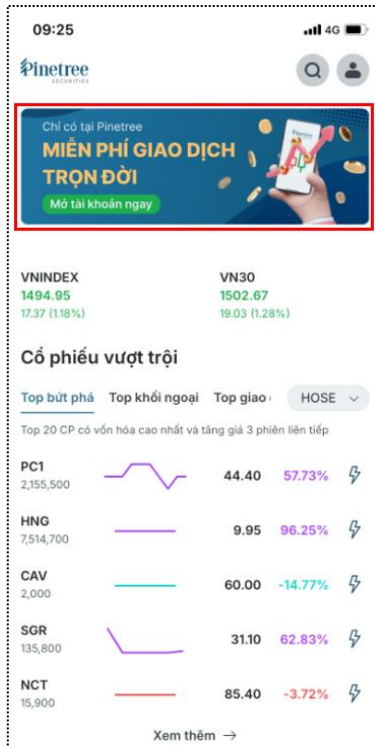 09:25
4G
Pinetree
SECURITIES
Chỉ có tại Pinetree
MIỄN PHÍ GIAO DỊCH
TRỌN ĐỜI
Mở tài khoản ngay
VNINDEX
1494.95
17.37 (1.18%)
VN30
1502.67
19.03 (1.28%)
Cổ phiếu vượt trội
Top bứt phá
Top khối ngoại
Top giao
HOSE
Top 20 CP có vốn hóa cao nhất và tăng giá 3 phiên liên tiếp
PC1
2,155,500
44.40
57.73%
HNG
7,514,700
9.95
96.25%
CAV
2,000
60.00
-14.77%
SGR
135,800
31.10
62.83%
NCT
15,900
85.40
-3.72%
Xem thêm →